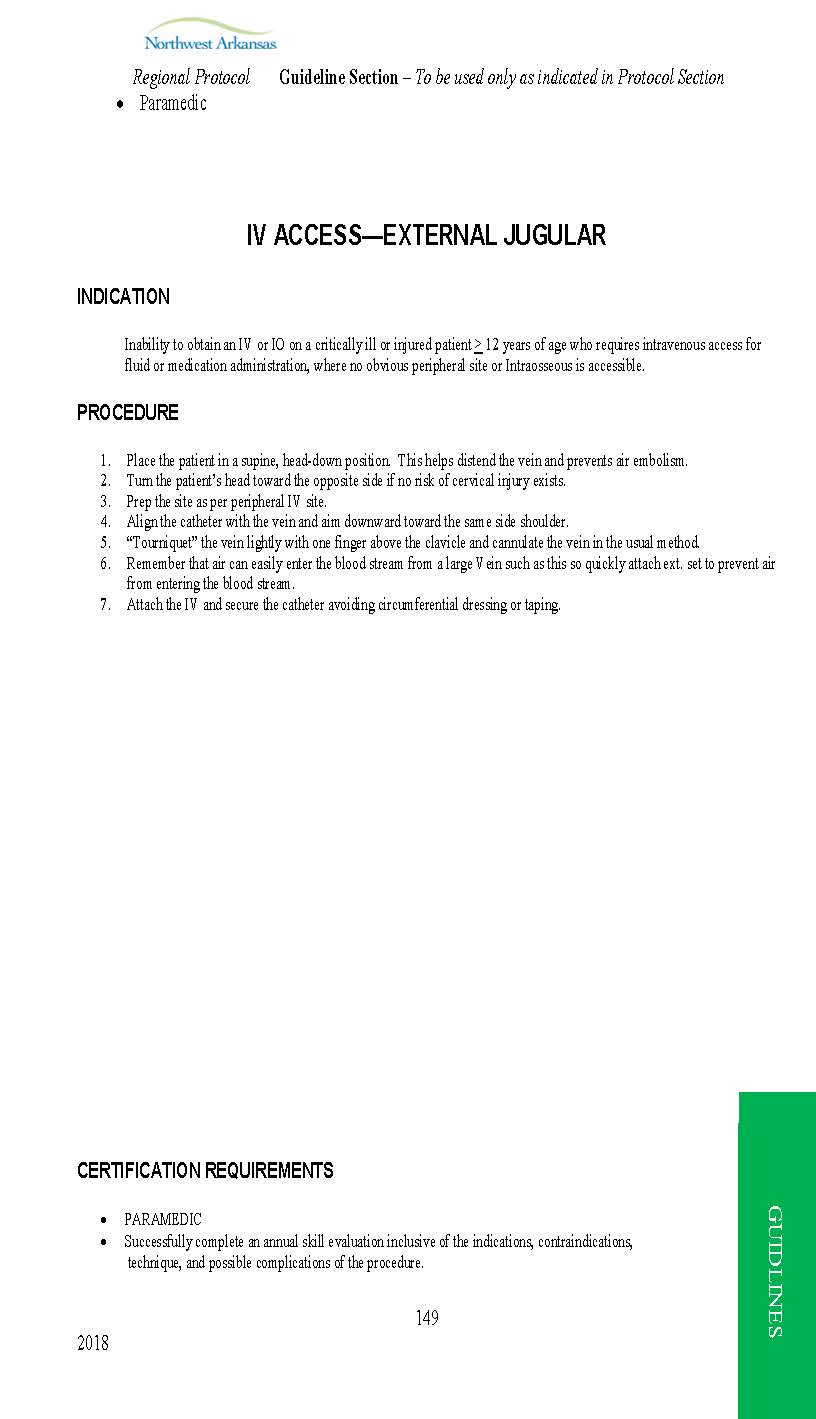 Northwest Arkansas
Regional Protocol Guideline Section – To be used only as indicated in Protocol Section
• Paramedic
IV ACCESS—EXTERNAL JUGULAR
INDICATION
Inability to obtain an IV or IO on a critically ill or injured patient > 12 years of age who requires intravenous access for
fluid or medication administration, where no obvious peripheral site or Intraosseous is accessible.
PROCEDURE
1. Place the patient in a supine, head-down position. This helps distend the vein and prevents air embolism.
2. Turn the patient’s head toward the opposite side if no risk of cervical injury exists.
3. Prep the site as per peripheral IV site.
4. Align the catheter with the vein and aim downward toward the same side shoulder.
5. “Tourniquet” the vein lightly with one finger above the clavicle and cannulate the vein in the usual method.
6. Remember that air can easily enter the blood stream from a large Vein such as this so quickly attach ext. set to prevent air
from entering the blood stream.
7. Attach the IV and secure the catheter avoiding circumferential dressing or taping.
CERTIFICATION REQUIREMENTS
• PARAMEDIC
• Successfully complete an annual skill evaluation inclusive of the indications, contraindications,
technique, and possible complications of the procedure.
GUIDLINES
149
2018